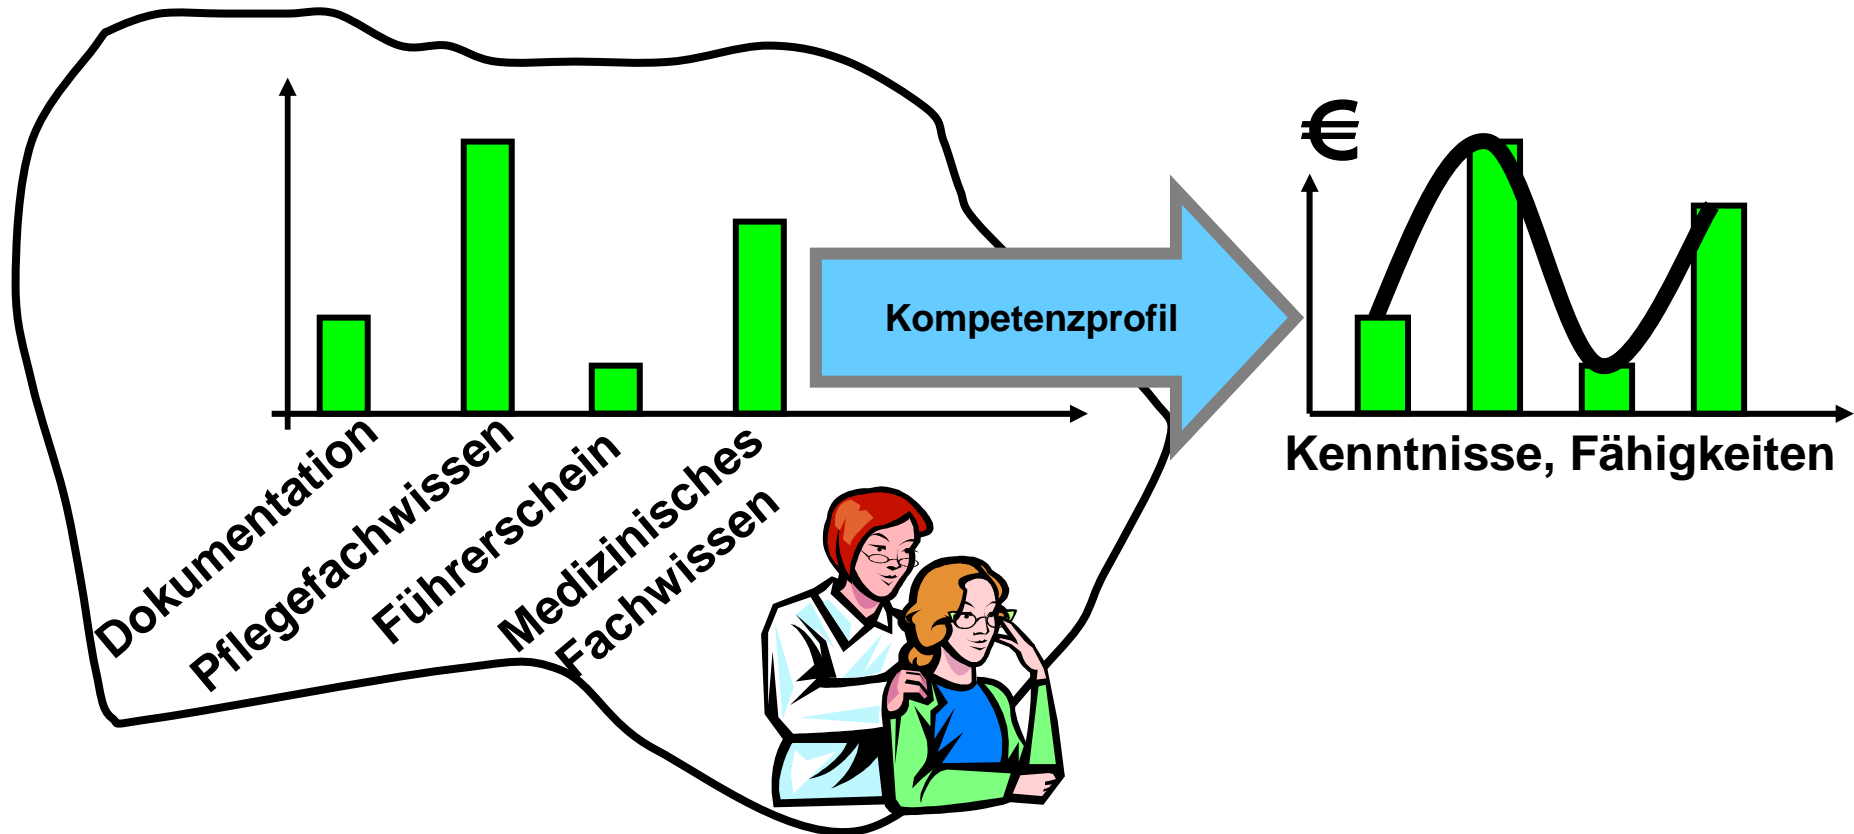 Dokumentation
Pflegefachwissen
Führerschein
Medizinisches
Fachwissen
Kompetenzprofil
€
Kenntnisse, Fähigkeiten